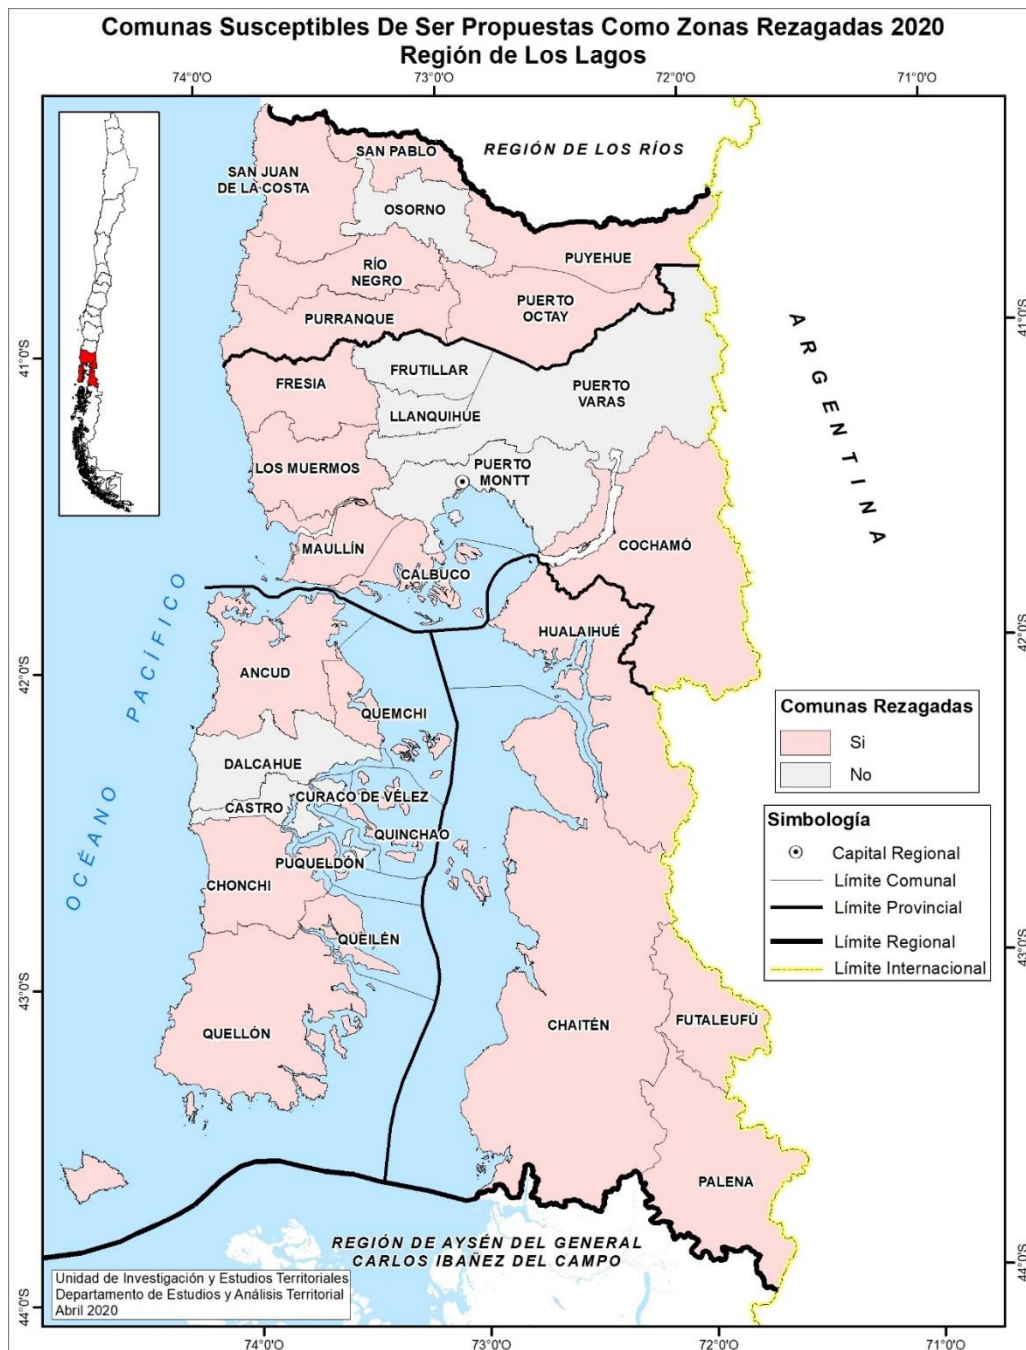 Comunas Susceptibles De Ser Propuestas Como Zonas Rezagadas 2020
Región de Los Lagos
74°0'O
73°0'O
72°0'O
71°0'O
REGIÓN DE LOS RÍOS
SAN PABLO
SAN JUAN
DE LA COSTA
OSORNO
PUYEHUE
RÍO
NEGRO
PUERTO
OCTAY
PURRANQUE
41°0'S
41°0'S
ARGENTINA
FRUTILLAR
FRESIA
PUERTO
VARAS
LLANQUIHUE
LOS MUERMOS
PUERTO
MONTT
MAULLÍN
COCHAMÓ
CALBUCO
OCÉANO PACÍFICO
HUALAIHUÉ
42°0'S
42°0'S
ANCUD
QUEMCHI
DALCAHUE
CURACO DE VÉLEZ
CASTRO
QUINCHAO
PUQUELDÓN
CHONCHI
QUEILÉN
Comunas Rezagadas
Si
No
Simbología
Capital Regional
Límite Comunal
Límite Provincial
Límite Regional
Límite Internacional
43°0'S
43°0'S
QUELLÓN
CHAITÉN
FUTALEUFÚ
PALENA
REGIÓN DE AYSÉN DEL GENERAL
CARLOS IBAÑEZ DEL CAMPO
44°0'S
44°0'S
Unidad de Investigación y Estudios Territoriales
Departamento de Estudios y Análisis Territorial
Abril 2020
74°0'O
73°0'O
72°0'O
71°0'O